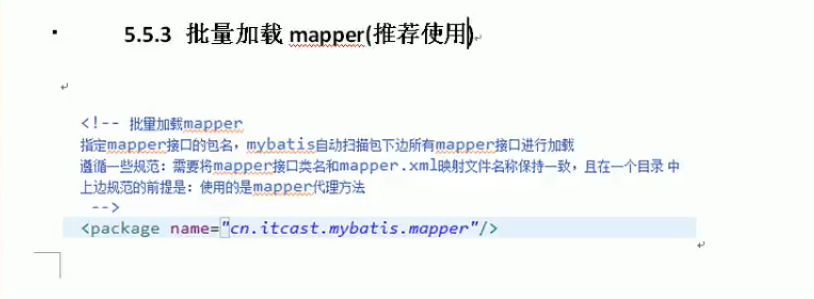 5.5.3 批量加载 mapper(推荐使用)
<!-- 批量加载mapper
指定mapper接口的包名，mybatis自动扫描包下边所有mapper接口进行加载
遵循一些规范：需要将mapper接口类名和mapper.xml映射文件名称保持一致，且在一个目录 中
上边规范的前提是：使用的是mapper代理方法
-->
<package name="cn.itcast.mybatis.mapper"/>